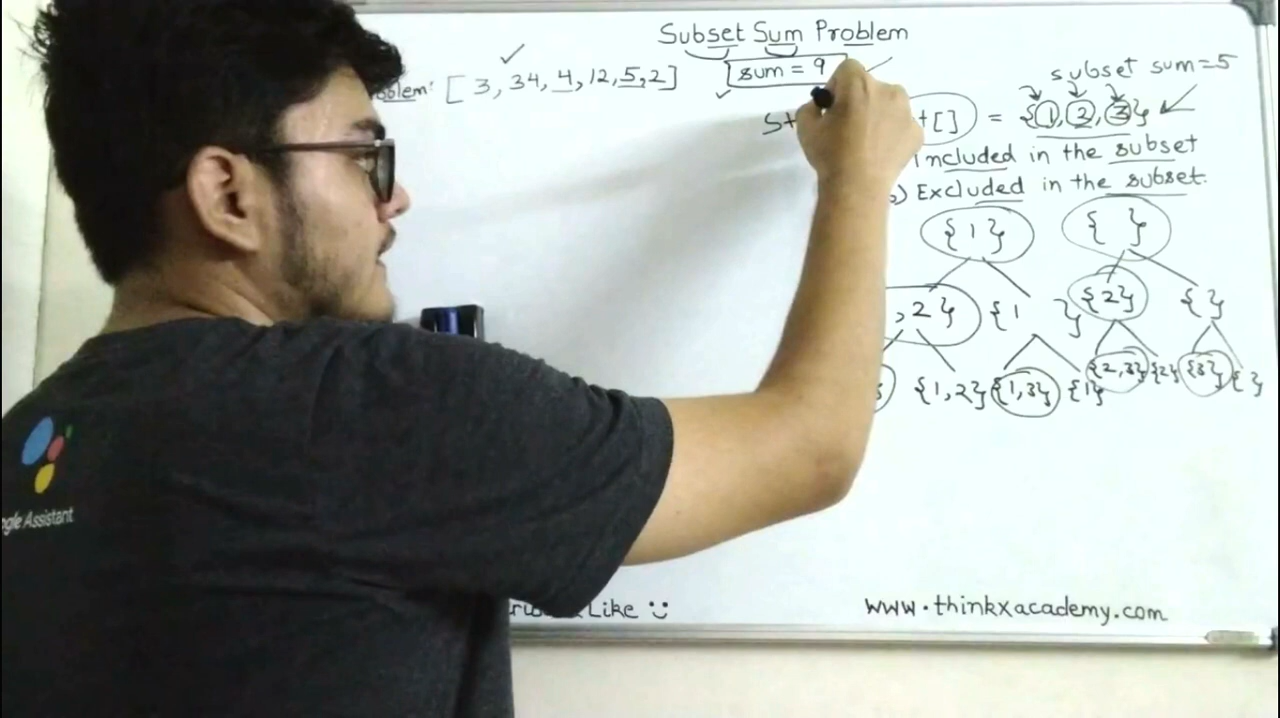 Subset Sum Problem
[ 3, 34, 4, 12, 5, 2 ]
sum = 9
subset sum = 5
= {1, 2, 3}
Included in the subset
Excluded in the subset.
{1} { }
, 2} {1 } {2} { }
{1, 2} {1, 3} {1} {2, 3} {2} {3} { }
Assistant
Like :)
www.thinkxacademy.com